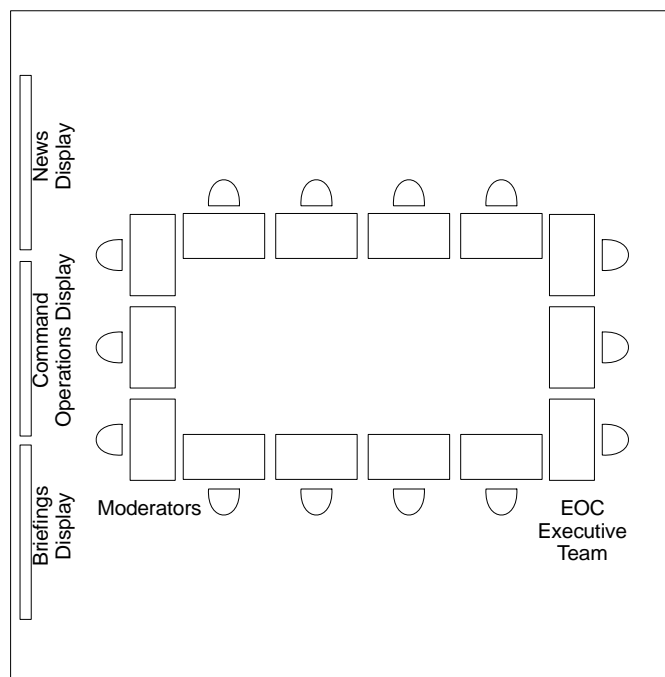 News
Display
Command
Operations Display
Briefings
Display
Moderators
EOC
Executive
Team